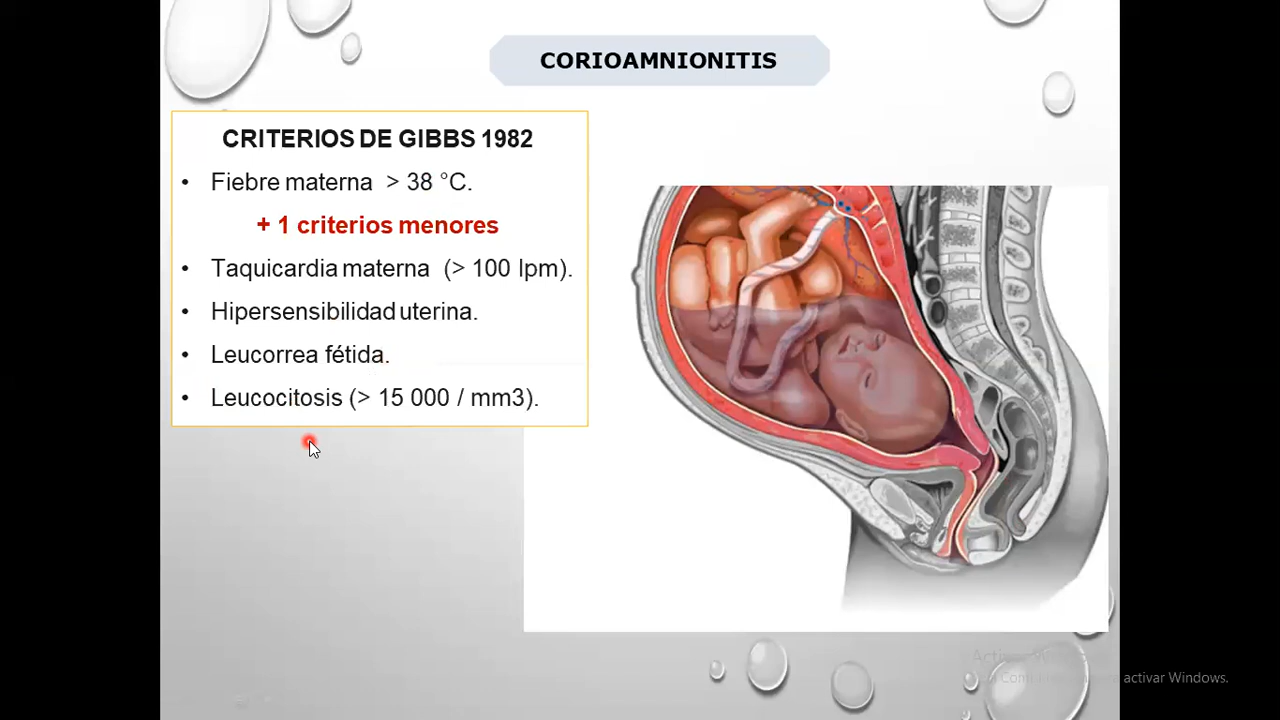 CORIOAMNIONITIS
CRITERIOS DE GIBBS 1982
• Fiebre materna > 38 °C.
+ 1 criterios menores
• Taquicardia materna (> 100 lpm).
• Hipersensibilidad uterina.
• Leucorrea fétida.
• Leucocitosis (> 15 000 / mm3).
activar Windows.